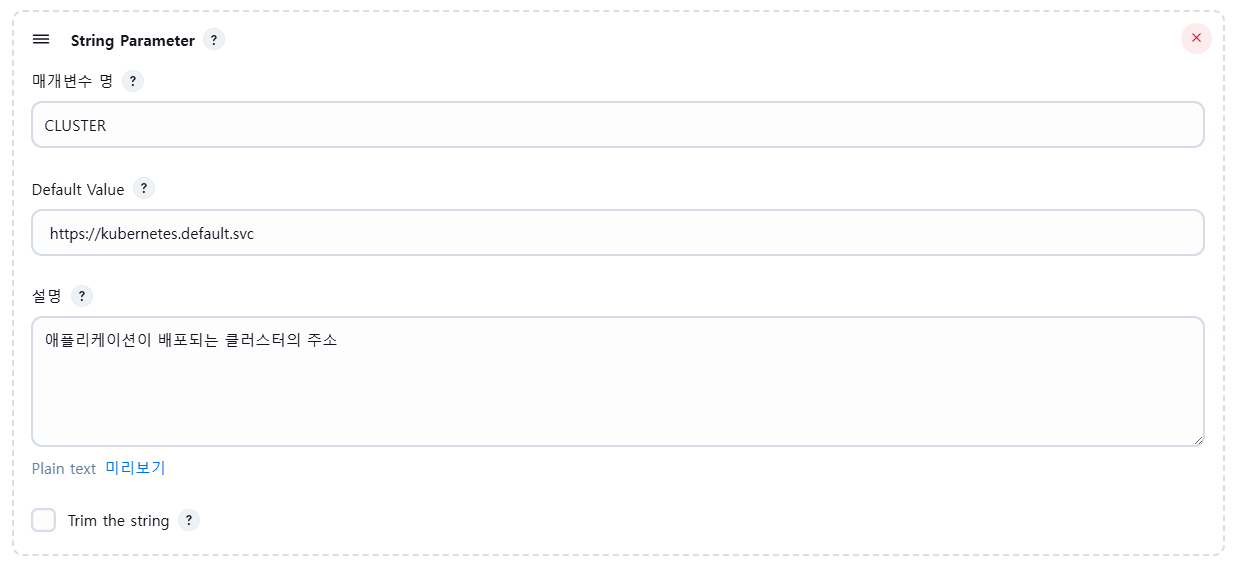 String Parameter ?
매개변수 명 ?
CLUSTER
Default Value ?
https://kubernetes.default.svc
설명 ?
애플리케이션이 배포되는 클러스터의 주소
Plain text 미리보기
Trim the string ?